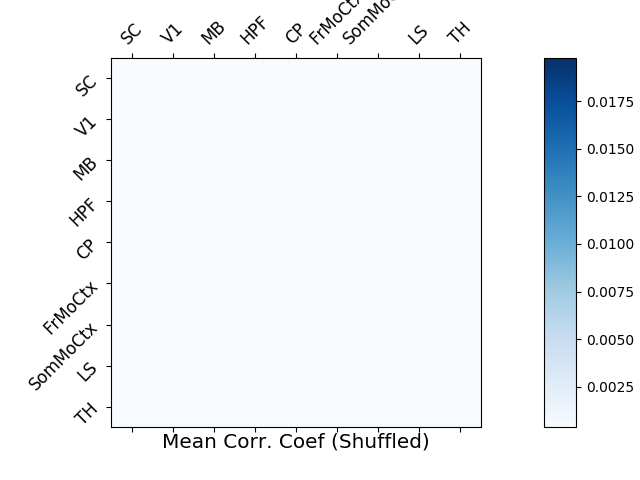 SC V1 MB HPF CP FrMoCtx LS TH
SC
V1
MB
HPF
CP
FrMoCtx
SomMoCtx
LS
TH
Mean Corr. Coef (Shuffled)
0.0175
0.0150
0.0125
0.0100
0.0075
0.0050
0.0025